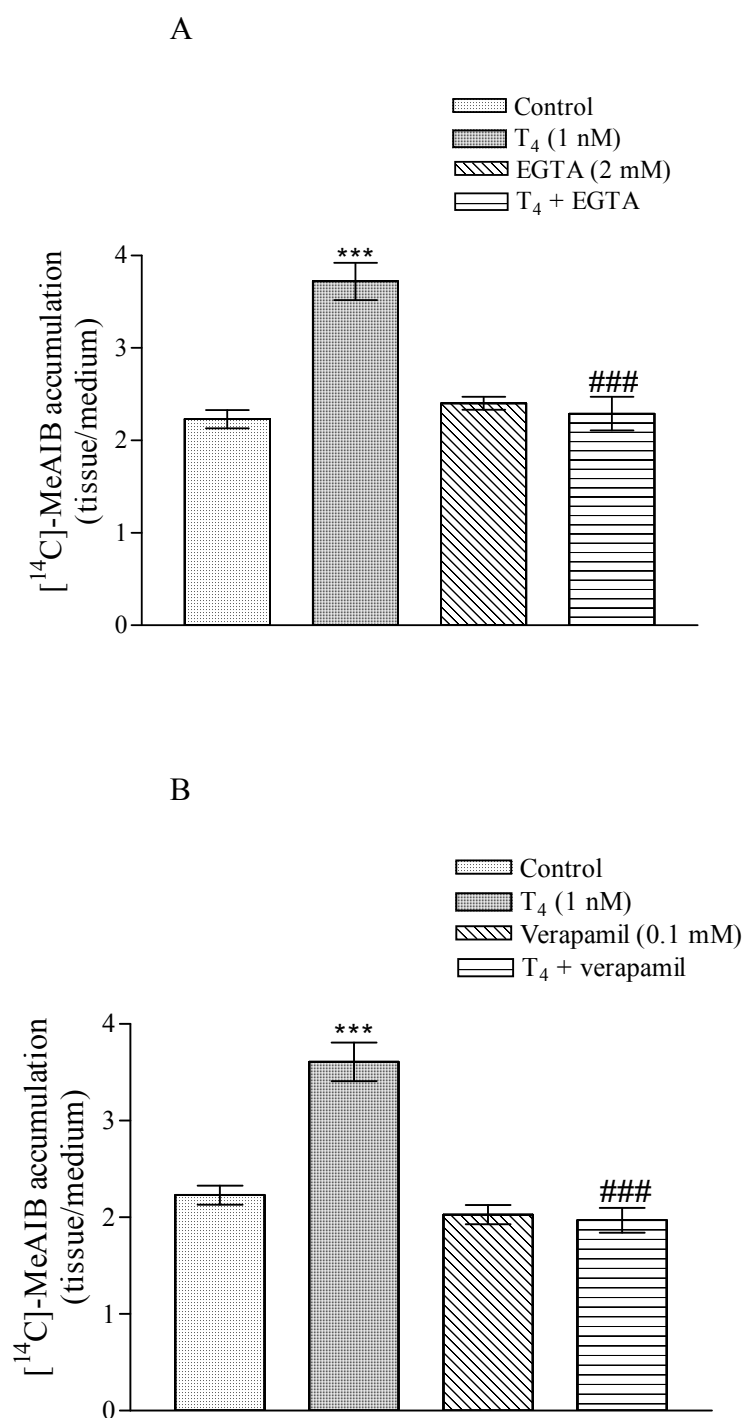 A
Control
T₄ (1 nM)
EGTA (2 mM)
T₄ + EGTA
[¹⁴C]-MeAIB accumulation
(tissue/medium)
4
3
2
1
0
***
###
B
Control
T₄ (1 nM)
Verapamil (0.1 mM)
T₄ + verapamil
[¹⁴C]-MeAIB accumulation
(tissue/medium)
4
3
2
1
0
***
###